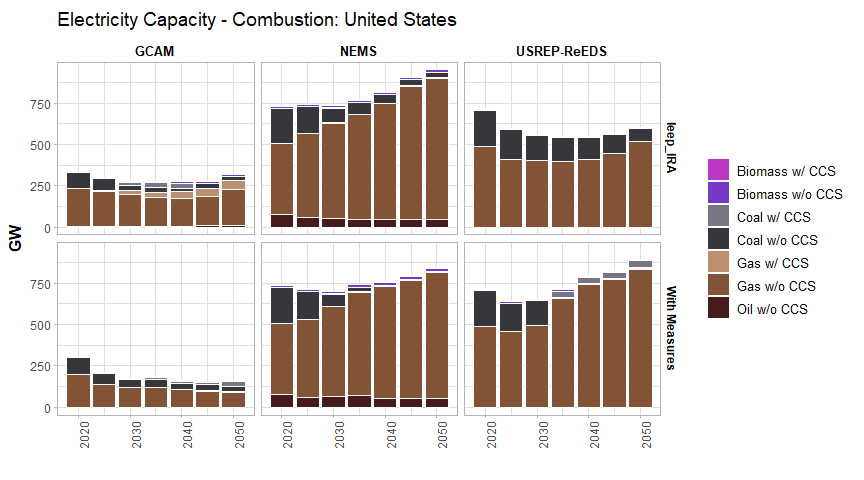 Electricity Capacity - Combustion: United States
GCAM
NEMS
USREP-ReEDS
GW
750
500
250
0
ieep_IRA
750
500
250
0
With Measures
2020
2030
2040
2050
2020
2030
2040
2050
2020
2030
2040
2050
Biomass w/ CCS
Biomass w/o CCS
Coal w/ CCS
Coal w/o CCS
Gas w/ CCS
Gas w/o CCS
Oil w/o CCS